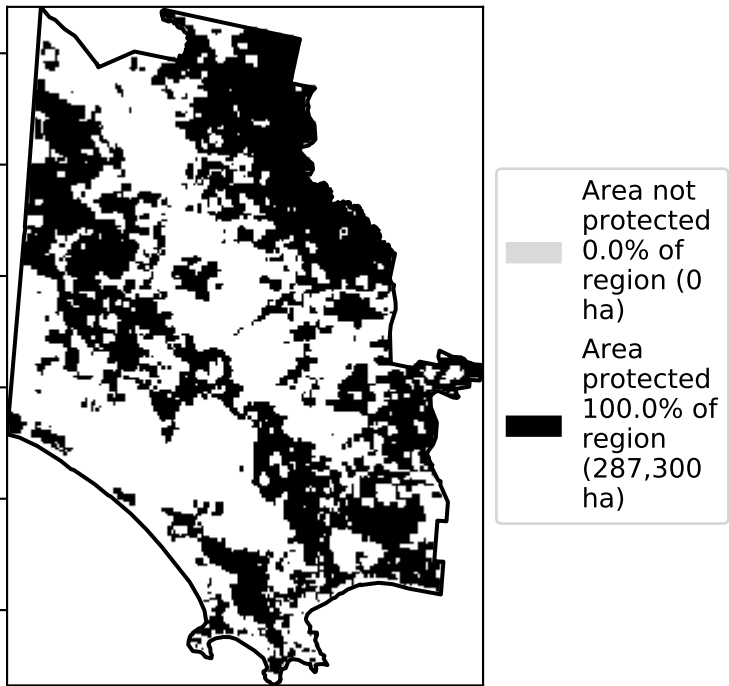 Area not
protected
0.0% of
region (0
ha)
Area
protected
100.0% of
region
(287,300
ha)